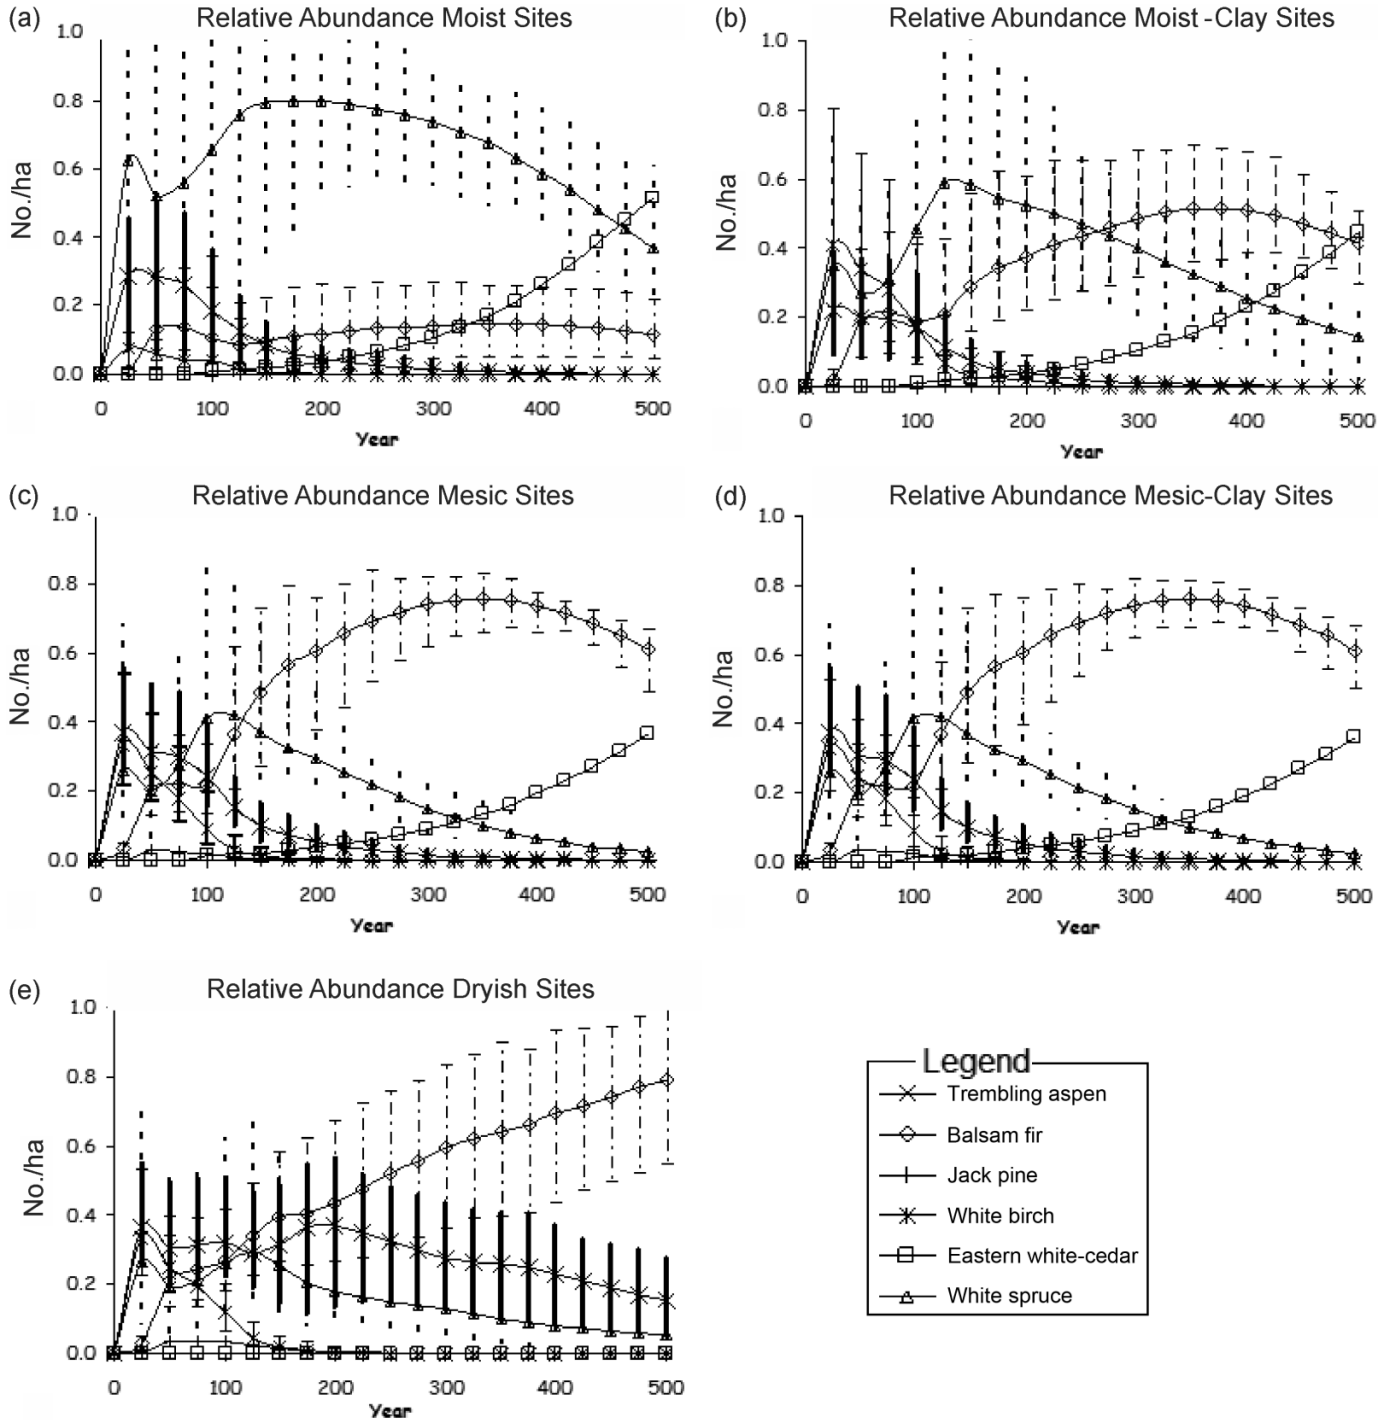 (a) Relative Abundance Moist Sites
1.0
0.8
0.6
0.4
0.2
0.0
No./ha
0 100 200 300 400 500
Year
(b) Relative Abundance Moist -Clay Sites
1.0
0.8
0.6
0.4
0.2
0.0
No./ha
0 100 200 300 400 500
Year
(c) Relative Abundance Mesic Sites
1.0
0.8
0.6
0.4
0.2
0.0
No./ha
0 100 200 300 400 500
Year
(d) Relative Abundance Mesic-Clay Sites
1.0
0.8
0.6
0.4
0.2
0.0
No./ha
0 100 200 300 400 500
Year
(e) Relative Abundance Dryish Sites
1.0
0.8
0.6
0.4
0.2
0.0
No./ha
0 100 200 300 400 500
Year
Legend
Trembling aspen
Balsam fir
Jack pine
White birch
Eastern white-cedar
White spruce